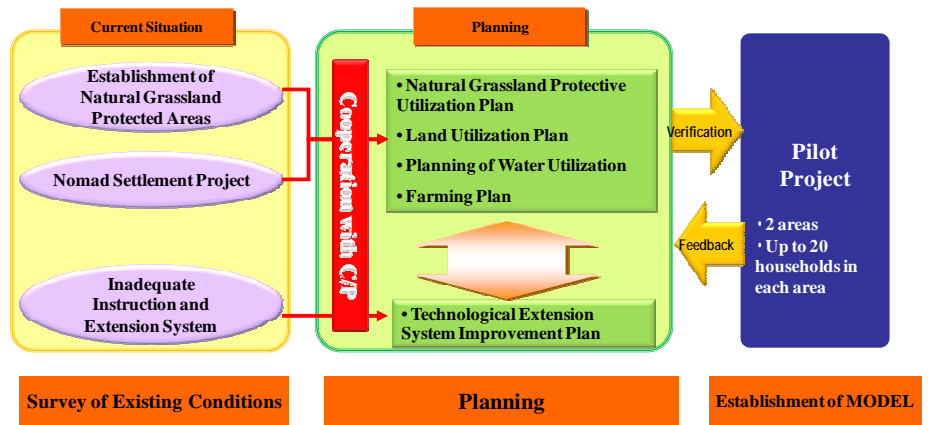 Current Situation
Establishment of
Natural Grassland
Protected Areas
Nomad Settlement Project
Inadequate
Instruction and
Extension System
Cooperation with C/P
Planning
• Natural Grassland Protective
Utilization Plan
• Land Utilization Plan
• Planning of Water Utilization
• Farming Plan
• Technological Extension
System Improvement Plan
Verification
Feedback
Pilot
Project
・2 areas
・Up to 20
households in
each area
Survey of Existing Conditions
Planning
Establishment of MODEL